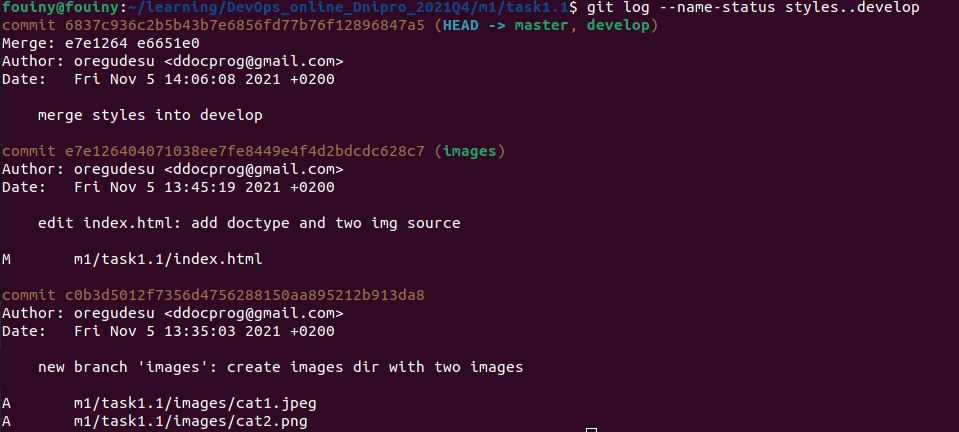 fouiny@fouiny:~/learning/DevOps_online_Dnipro_2021Q4/m1/task1.1$ git log --name-status styles..develop
commit 6837c936c2b5b43b7e6856fd77b76f12896847a5 (HEAD -> master, develop)
Merge: e7e1264 e6651e0
Author: oregudesu <ddocprog@gmail.com>
Date:   Fri Nov 5 14:06:08 2021 +0200
    merge styles into develop
commit e7e126404071038ee7fe8449e4f4d2bdcdc628c7 (images)
Author: oregudesu <ddocprog@gmail.com>
Date:   Fri Nov 5 13:45:19 2021 +0200
    edit index.html: add doctype and two img source
M       m1/task1.1/index.html
commit c0b3d5012f7356d4756288150aa895212b913da8
Author: oregudesu <ddocprog@gmail.com>
Date:   Fri Nov 5 13:35:03 2021 +0200
    new branch 'images': create images dir with two images
A       m1/task1.1/images/cat1.jpeg
A       m1/task1.1/images/cat2.png